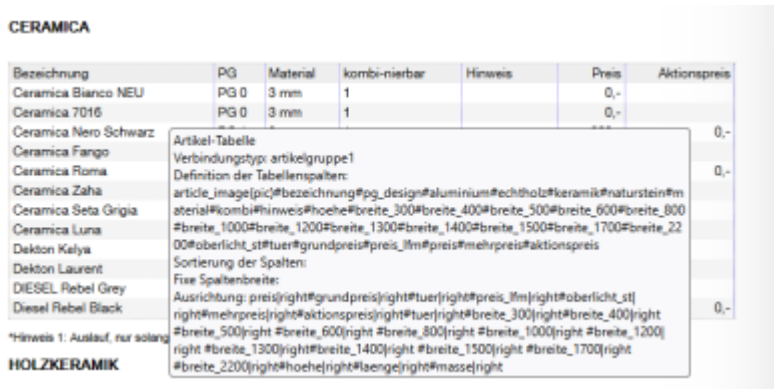 CERAMICA
Bezeichnung PG Material kombi-nierbar Hinweis Preis Aktionspreis
Ceramica Bianco NEU PG 0 3 mm 1 0,-
Ceramica 7016 PG 0 3 mm 1 0,-
Ceramica Nero Schwarz 0,-
Ceramica Fango
Ceramica Roma 0,-
Ceramica Zaha
Ceramica Seta Grigia
Ceramica Luna
Dekton Kelya
Dekton Laurent
DIESEL Rebel Grey
Diesel Rebel Black 0,-
*Hinweis 1: Auslauf, nur solang
HOLZKERAMIK
Artikel-Tabelle
Verbindungstyp: artikelgruppe1
Definition der Tabellenspalten:
article_image(pic)#bezeichnung#pg_design#aluminium#echtholz#keramik#naturstein#m
aterial#kombi#hinweis#hoehe#breite_300#breite_400#breite_500#breite_600#breite_800
#breite_1000#breite_1200#breite_1300#breite_1400#breite_1500#breite_1700#breite_22
00#oberlicht_st#tuer#grundpreis#preis_lfm#preis#mehrpreis#aktionspreis
Sortierung der Spalten:
Fixe Spaltenbreite:
Ausrichtung: preis|right#grundpreis|right#tuer|right#preis_lfm|right#oberlicht_st|
right#mehrpreis|right#aktionspreis|right#tuer|right#breite_300|right#breite_400|right
#breite_500|right #breite_600|right #breite_800|right #breite_1000|right #breite_1200|
right #breite_1300|right#breite_1400|right #breite_1500|right #breite_1700|right
#breite_2200|right#hoehe|right#laenge|right#masse|right